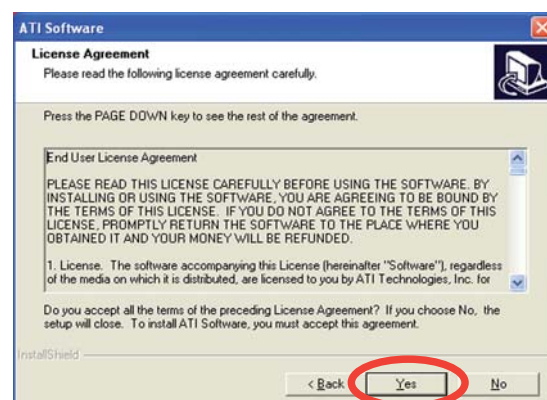 ATI Software
License Agreement
Please read the following license agreement carefully.
Press the PAGE DOWN key to see the rest of the agreement.
End User License Agreement
PLEASE READ THIS LICENSE CAREFULLY BEFORE USING THE SOFTWARE. BY
INSTALLING OR USING THE SOFTWARE, YOU ARE AGREEING TO BE BOUND BY
THE TERMS OF THIS LICENSE. IF YOU DO NOT AGREE TO THE TERMS OF THIS
LICENSE, PROMPTLY RETURN THE SOFTWARE TO THE PLACE WHERE YOU
OBTAINED IT AND YOUR MONEY WILL BE REFUNDED.
1. License. The software accompanying this License (hereinafter "Software"), regardless
of the media on which it is distributed, are licensed to you by ATI Technologies, Inc. for
Do you accept all the terms of the preceding License Agreement? If you choose No, the
setup will close. To install ATI Software, you must accept this agreement.
InstallShield
< Back Yes No